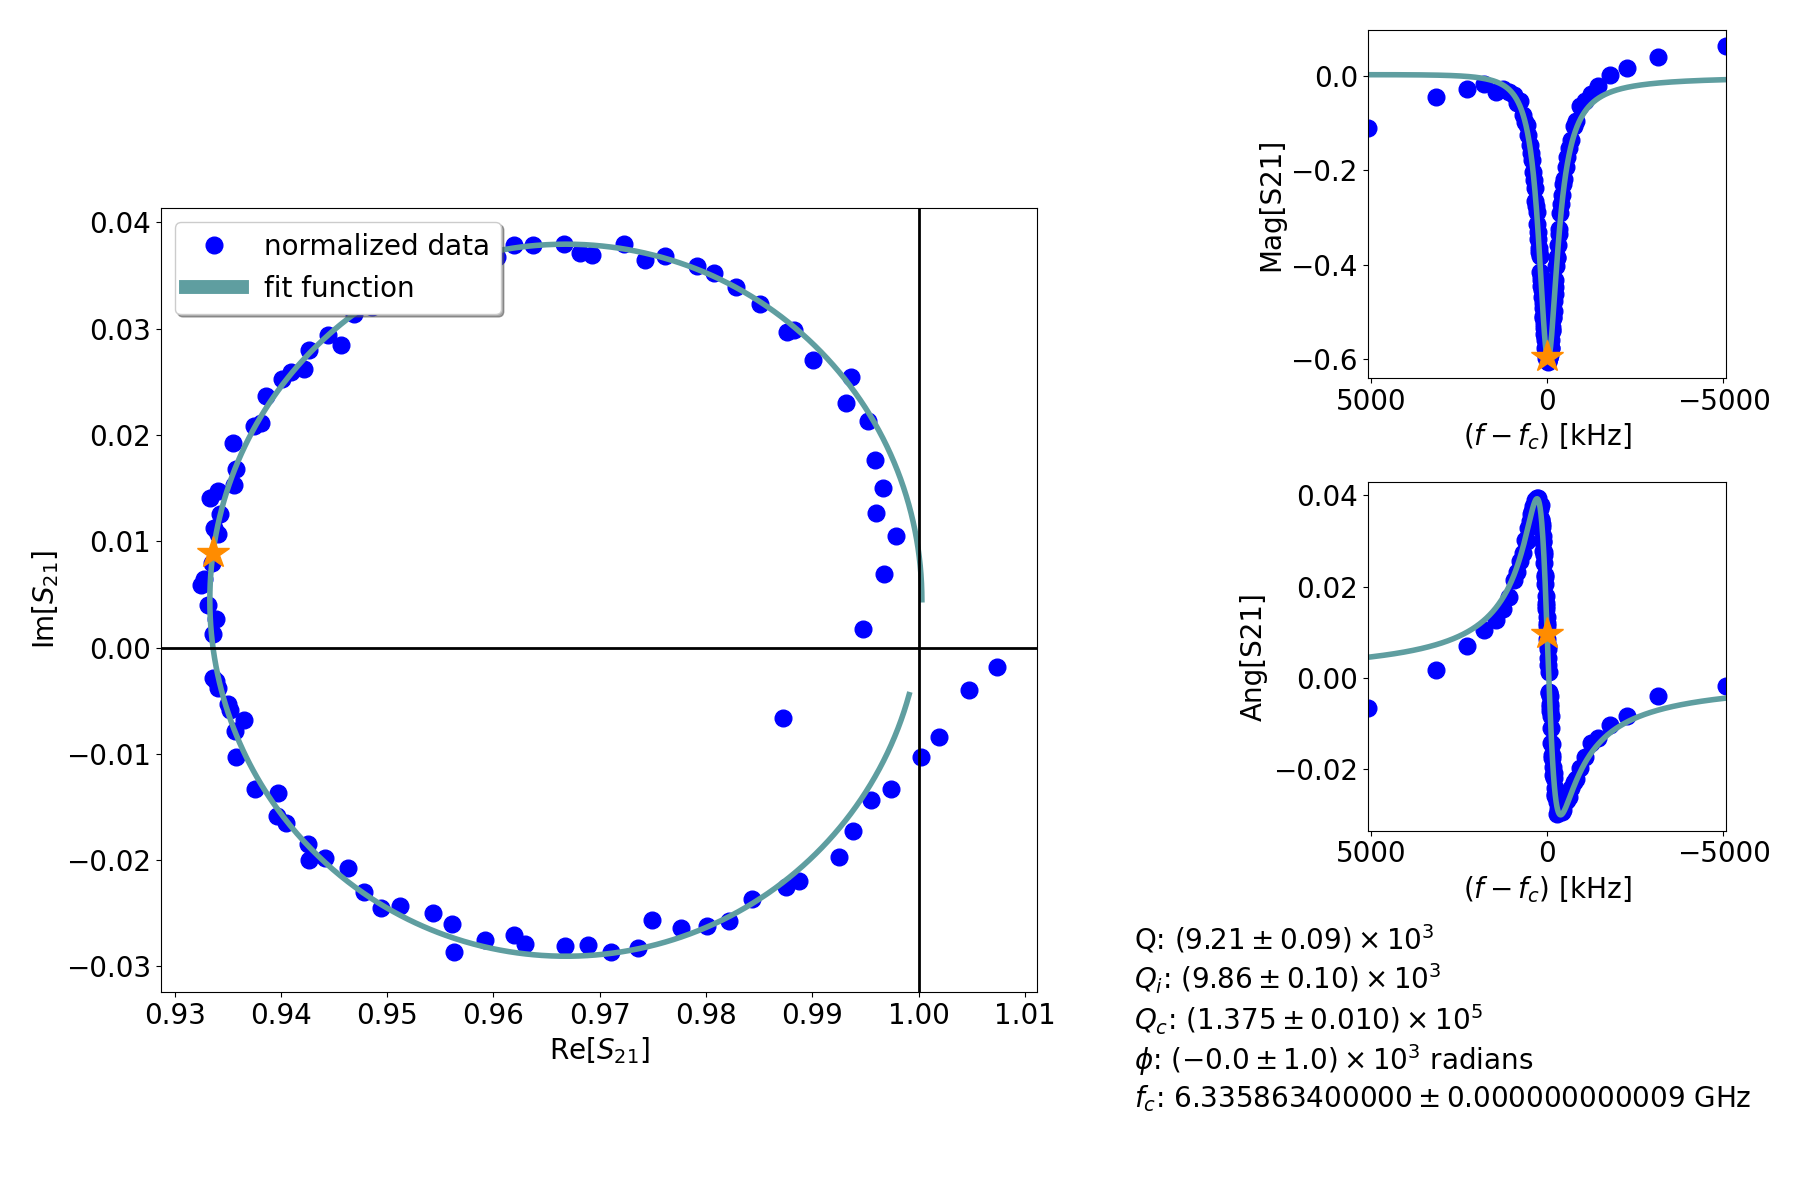 normalized data
fit function
0.04
0.03
0.02
0.01
0.00
−0.01
−0.02
−0.03
Im[S21]
0.93 0.94 0.95 0.96 0.97 0.98 0.99 1.00 1.01
Re[S21]
0.0
−0.2
−0.4
−0.6
Mag[S21]
5000 0 −5000
(f − fc) [kHz]
0.04
0.02
0.00
−0.02
Ang[S21]
5000 0 −5000
(f − fc) [kHz]
Q: (9.21 ± 0.09) × 10³
Qi: (9.86 ± 0.10) × 10³
Qc: (1.375 ± 0.010) × 10⁵
ϕ: (−0.0 ± 1.0) × 10³ radians
fc: 6.335863400000 ± 0.000000000009 GHz